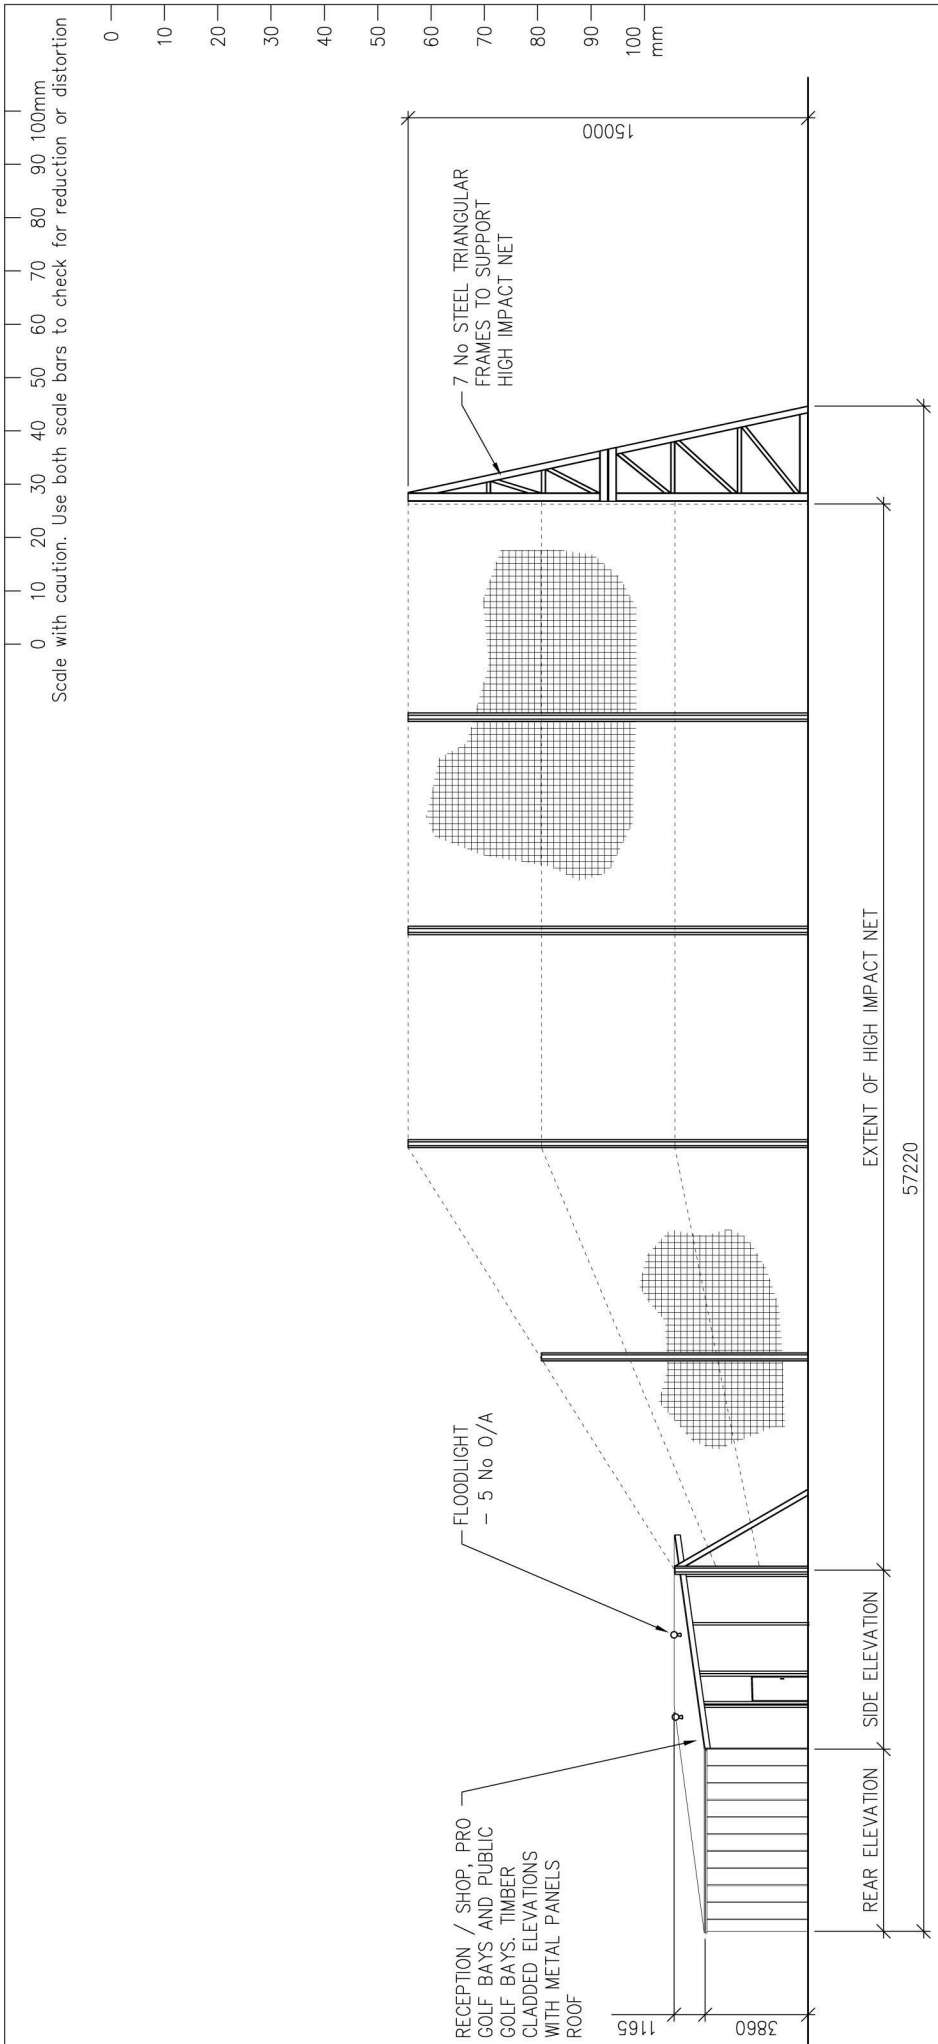 0 10 20 30 40 50 60 70 80 90 100mm
Scale with caution. Use both scale bars to check for reduction or distortion
0
10
20
30
40
50
60
70
80
90
100
mm
RECEPTION / SHOP, PRO
GOLF BAYS AND PUBLIC
GOLF BAYS. TIMBER
CLADDED ELEVATIONS
WITH METAL PANELS
ROOF
FLOODLIGHT
- 5 No O/A
7 No STEEL TRIANGULAR
FRAMES TO SUPPORT
HIGH IMPACT NET
15000
1165
3860
REAR ELEVATION
SIDE ELEVATION
EXTENT OF HIGH IMPACT NET
57220